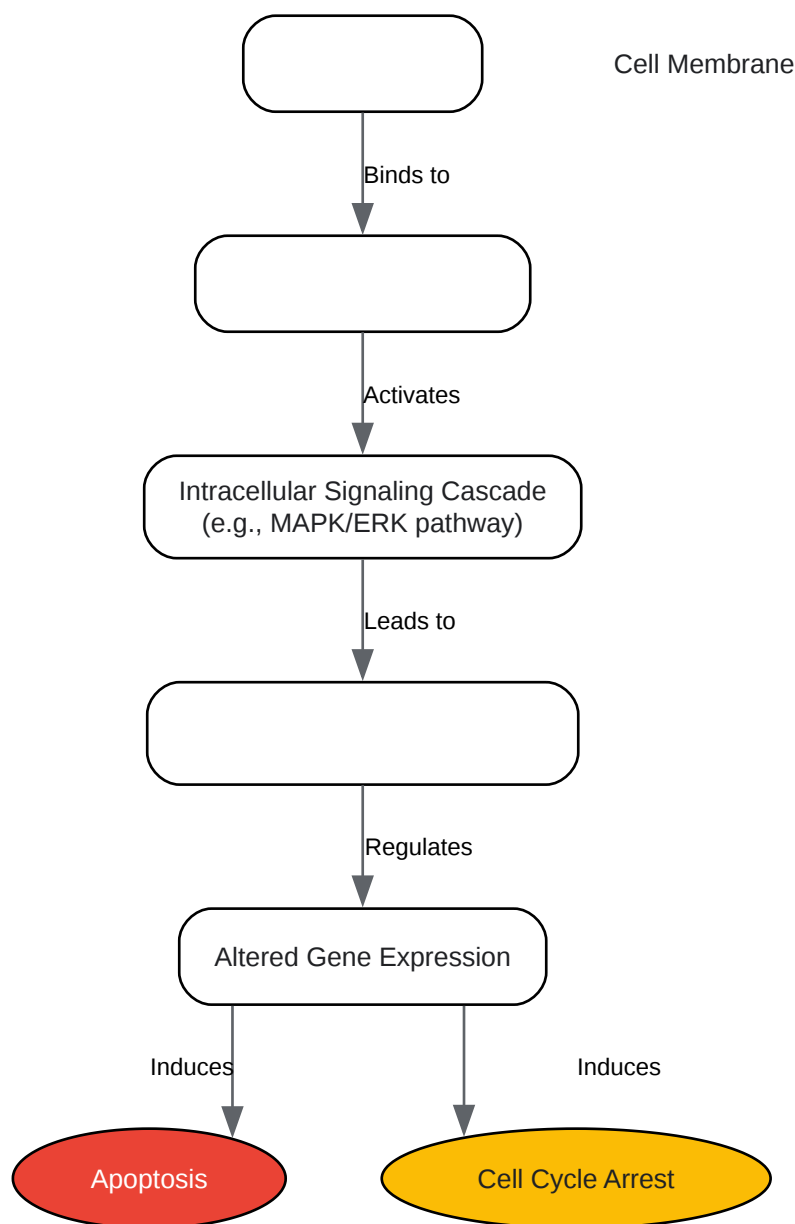 Cell Membrane
Binds to
Activates
Intracellular Signaling Cascade
(e.g., MAPK/ERK pathway)
Leads to
Regulates
Altered Gene Expression
Induces
Induces
Apoptosis
Cell Cycle Arrest